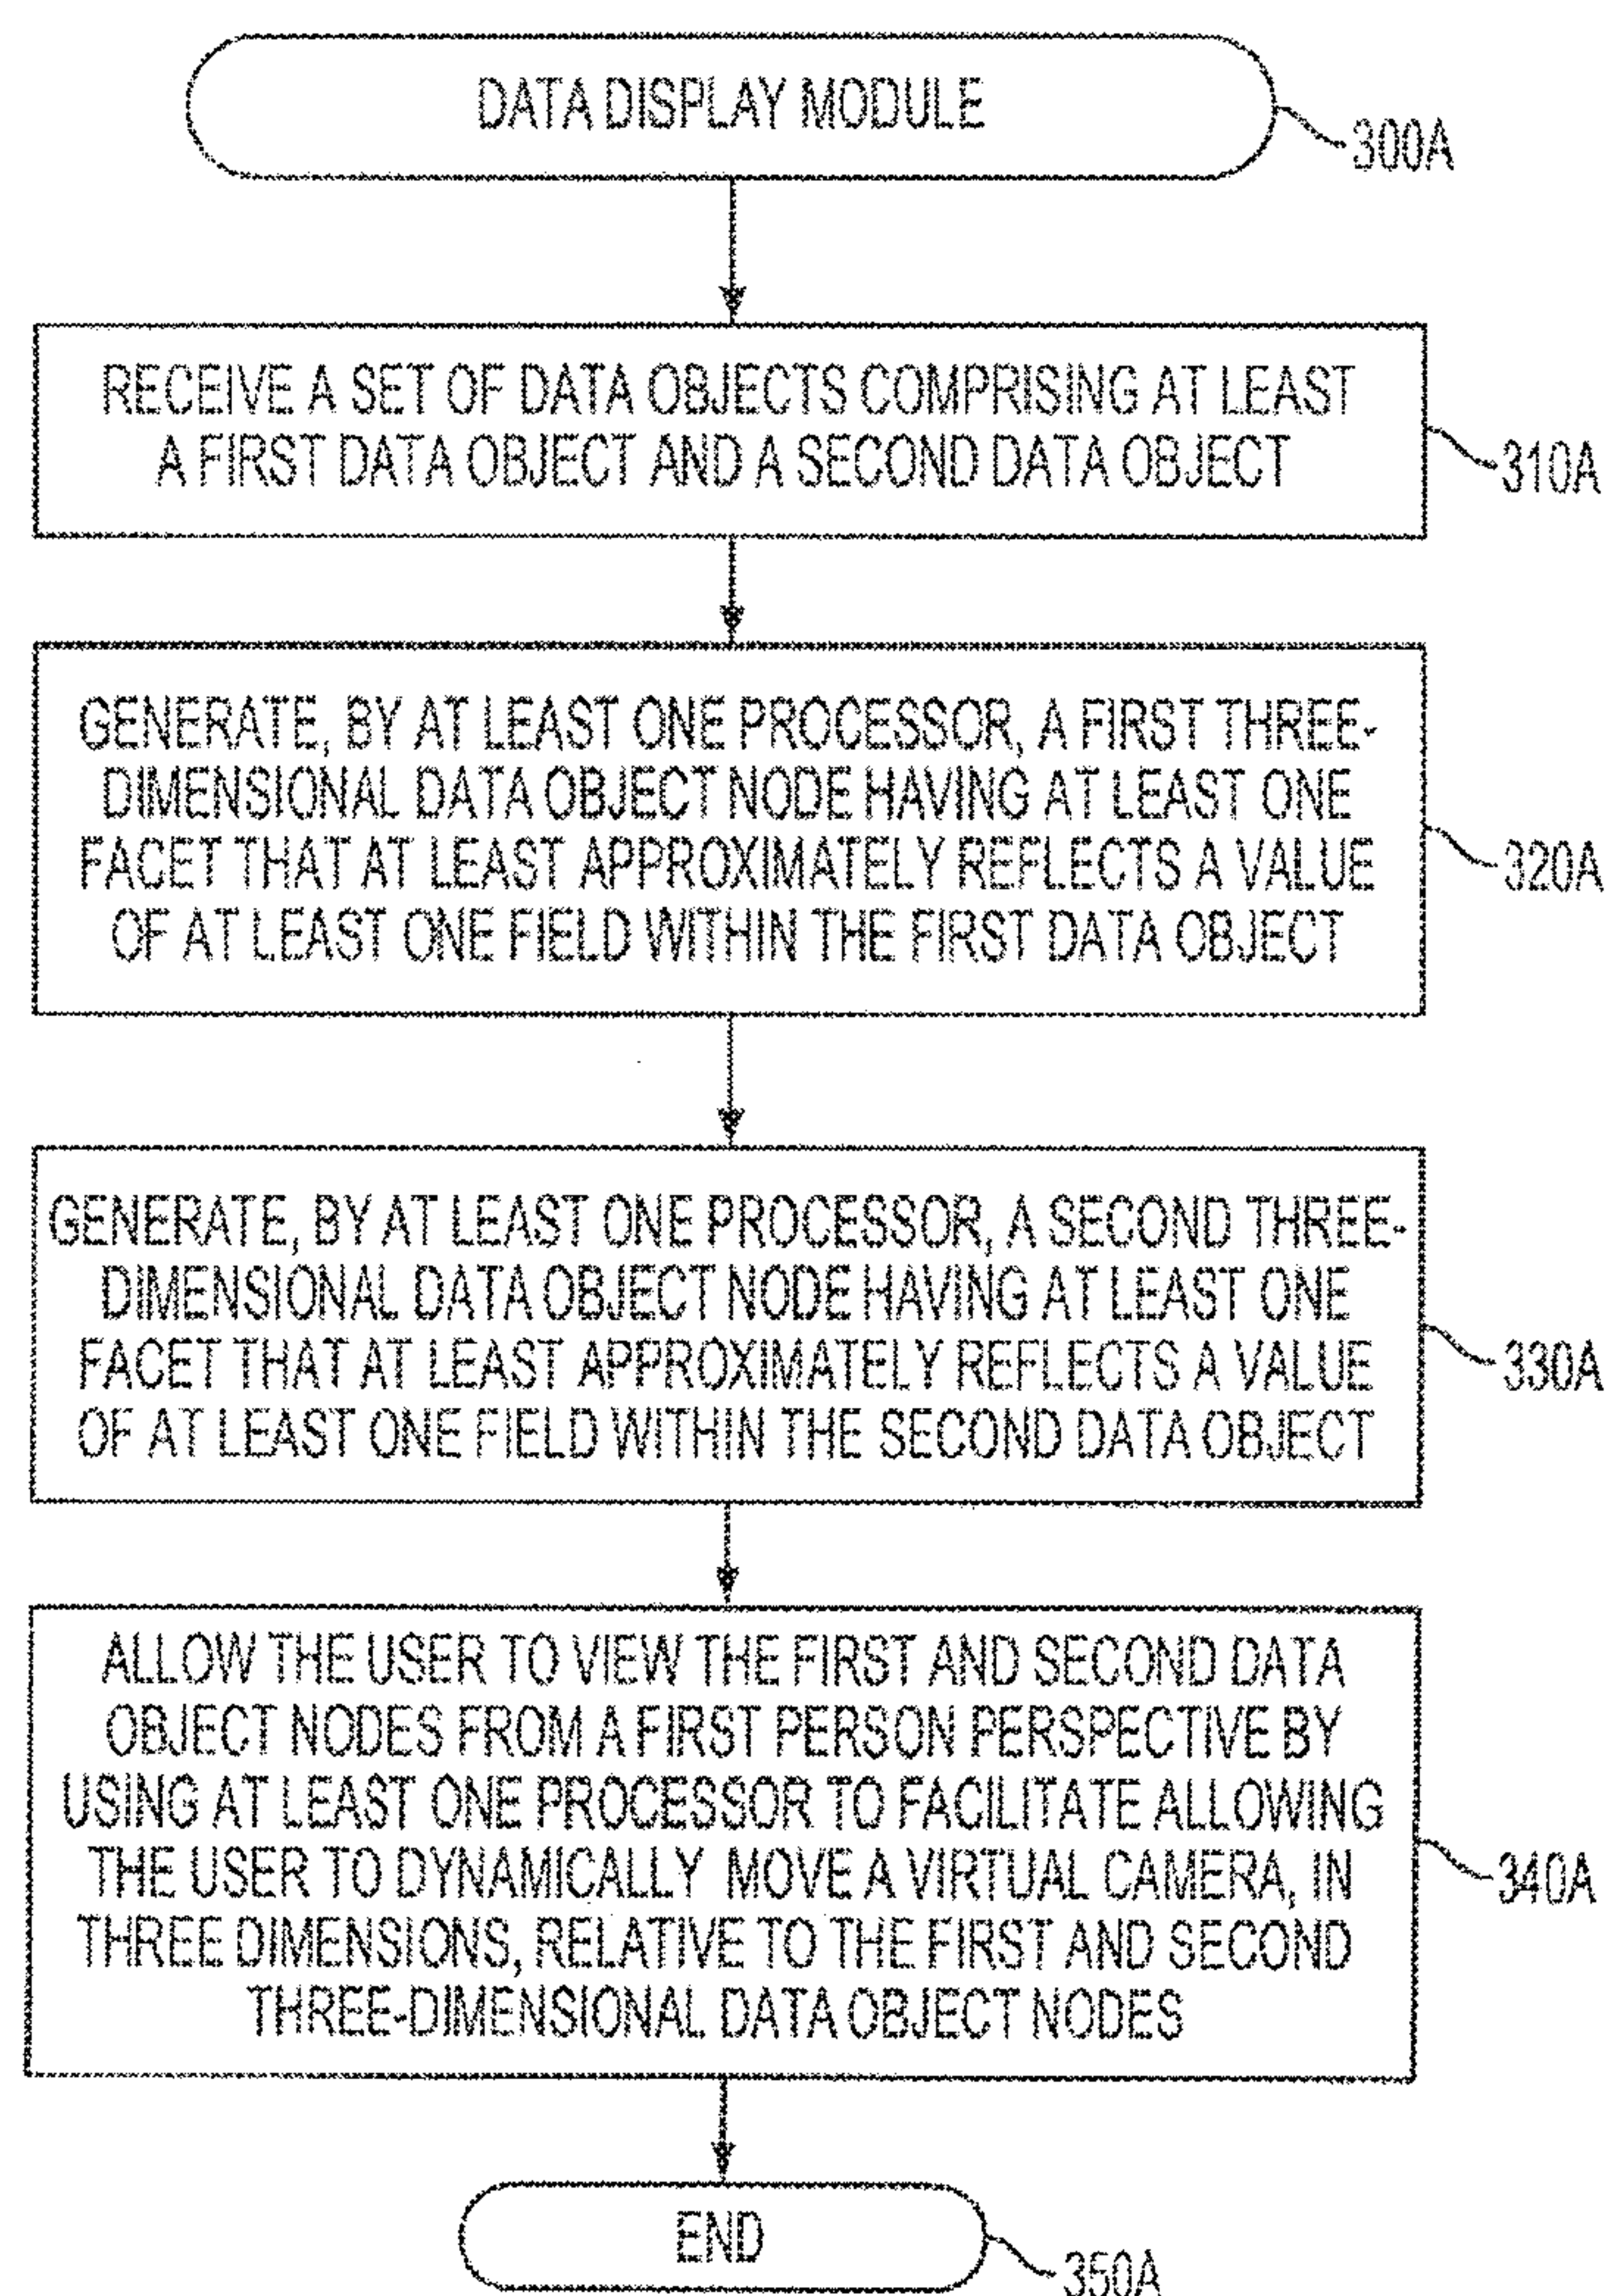 DATA DISPLAY MODULE
300A
RECEIVE A SET OF DATA OBJECTS COMPRISING AT LEAST
A FIRST DATA OBJECT AND A SECOND DATA OBJECT
310A
GENERATE, BY AT LEAST ONE PROCESSOR, A FIRST THREE-
DIMENSIONAL DATA OBJECT NODE HAVING AT LEAST ONE
FACET THAT AT LEAST APPROXIMATELY REFLECTS A VALUE
OF AT LEAST ONE FIELD WITHIN THE FIRST DATA OBJECT
320A
GENERATE, BY AT LEAST ONE PROCESSOR, A SECOND THREE-
DIMENSIONAL DATA OBJECT NODE HAVING AT LEAST ONE
FACET THAT AT LEAST APPROXIMATELY REFLECTS A VALUE
OF AT LEAST ONE FIELD WITHIN THE SECOND DATA OBJECT
330A
ALLOW THE USER TO VIEW THE FIRST AND SECOND DATA
OBJECT NODES FROM A FIRST PERSON PERSPECTIVE BY
USING AT LEAST ONE PROCESSOR TO FACILITATE ALLOWING
THE USER TO DYNAMICALLY MOVE A VIRTUAL CAMERA, IN
THREE DIMENSIONS, RELATIVE TO THE FIRST AND SECOND
THREE-DIMENSIONAL DATA OBJECT NODES
340A
END
350A